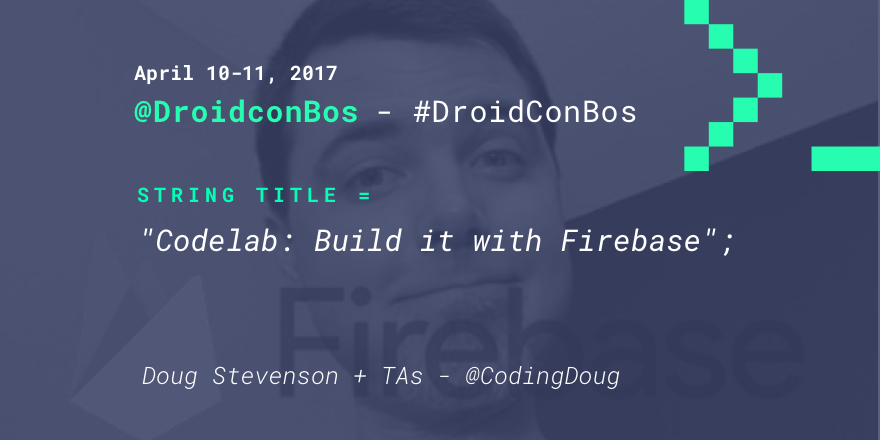 April 10-11, 2017
@DroidconBos - #DroidConBos
STRING TITLE =
"Codelab: Build it with Firebase";
Firebase
Doug Stevenson + TAs - @CodingDoug